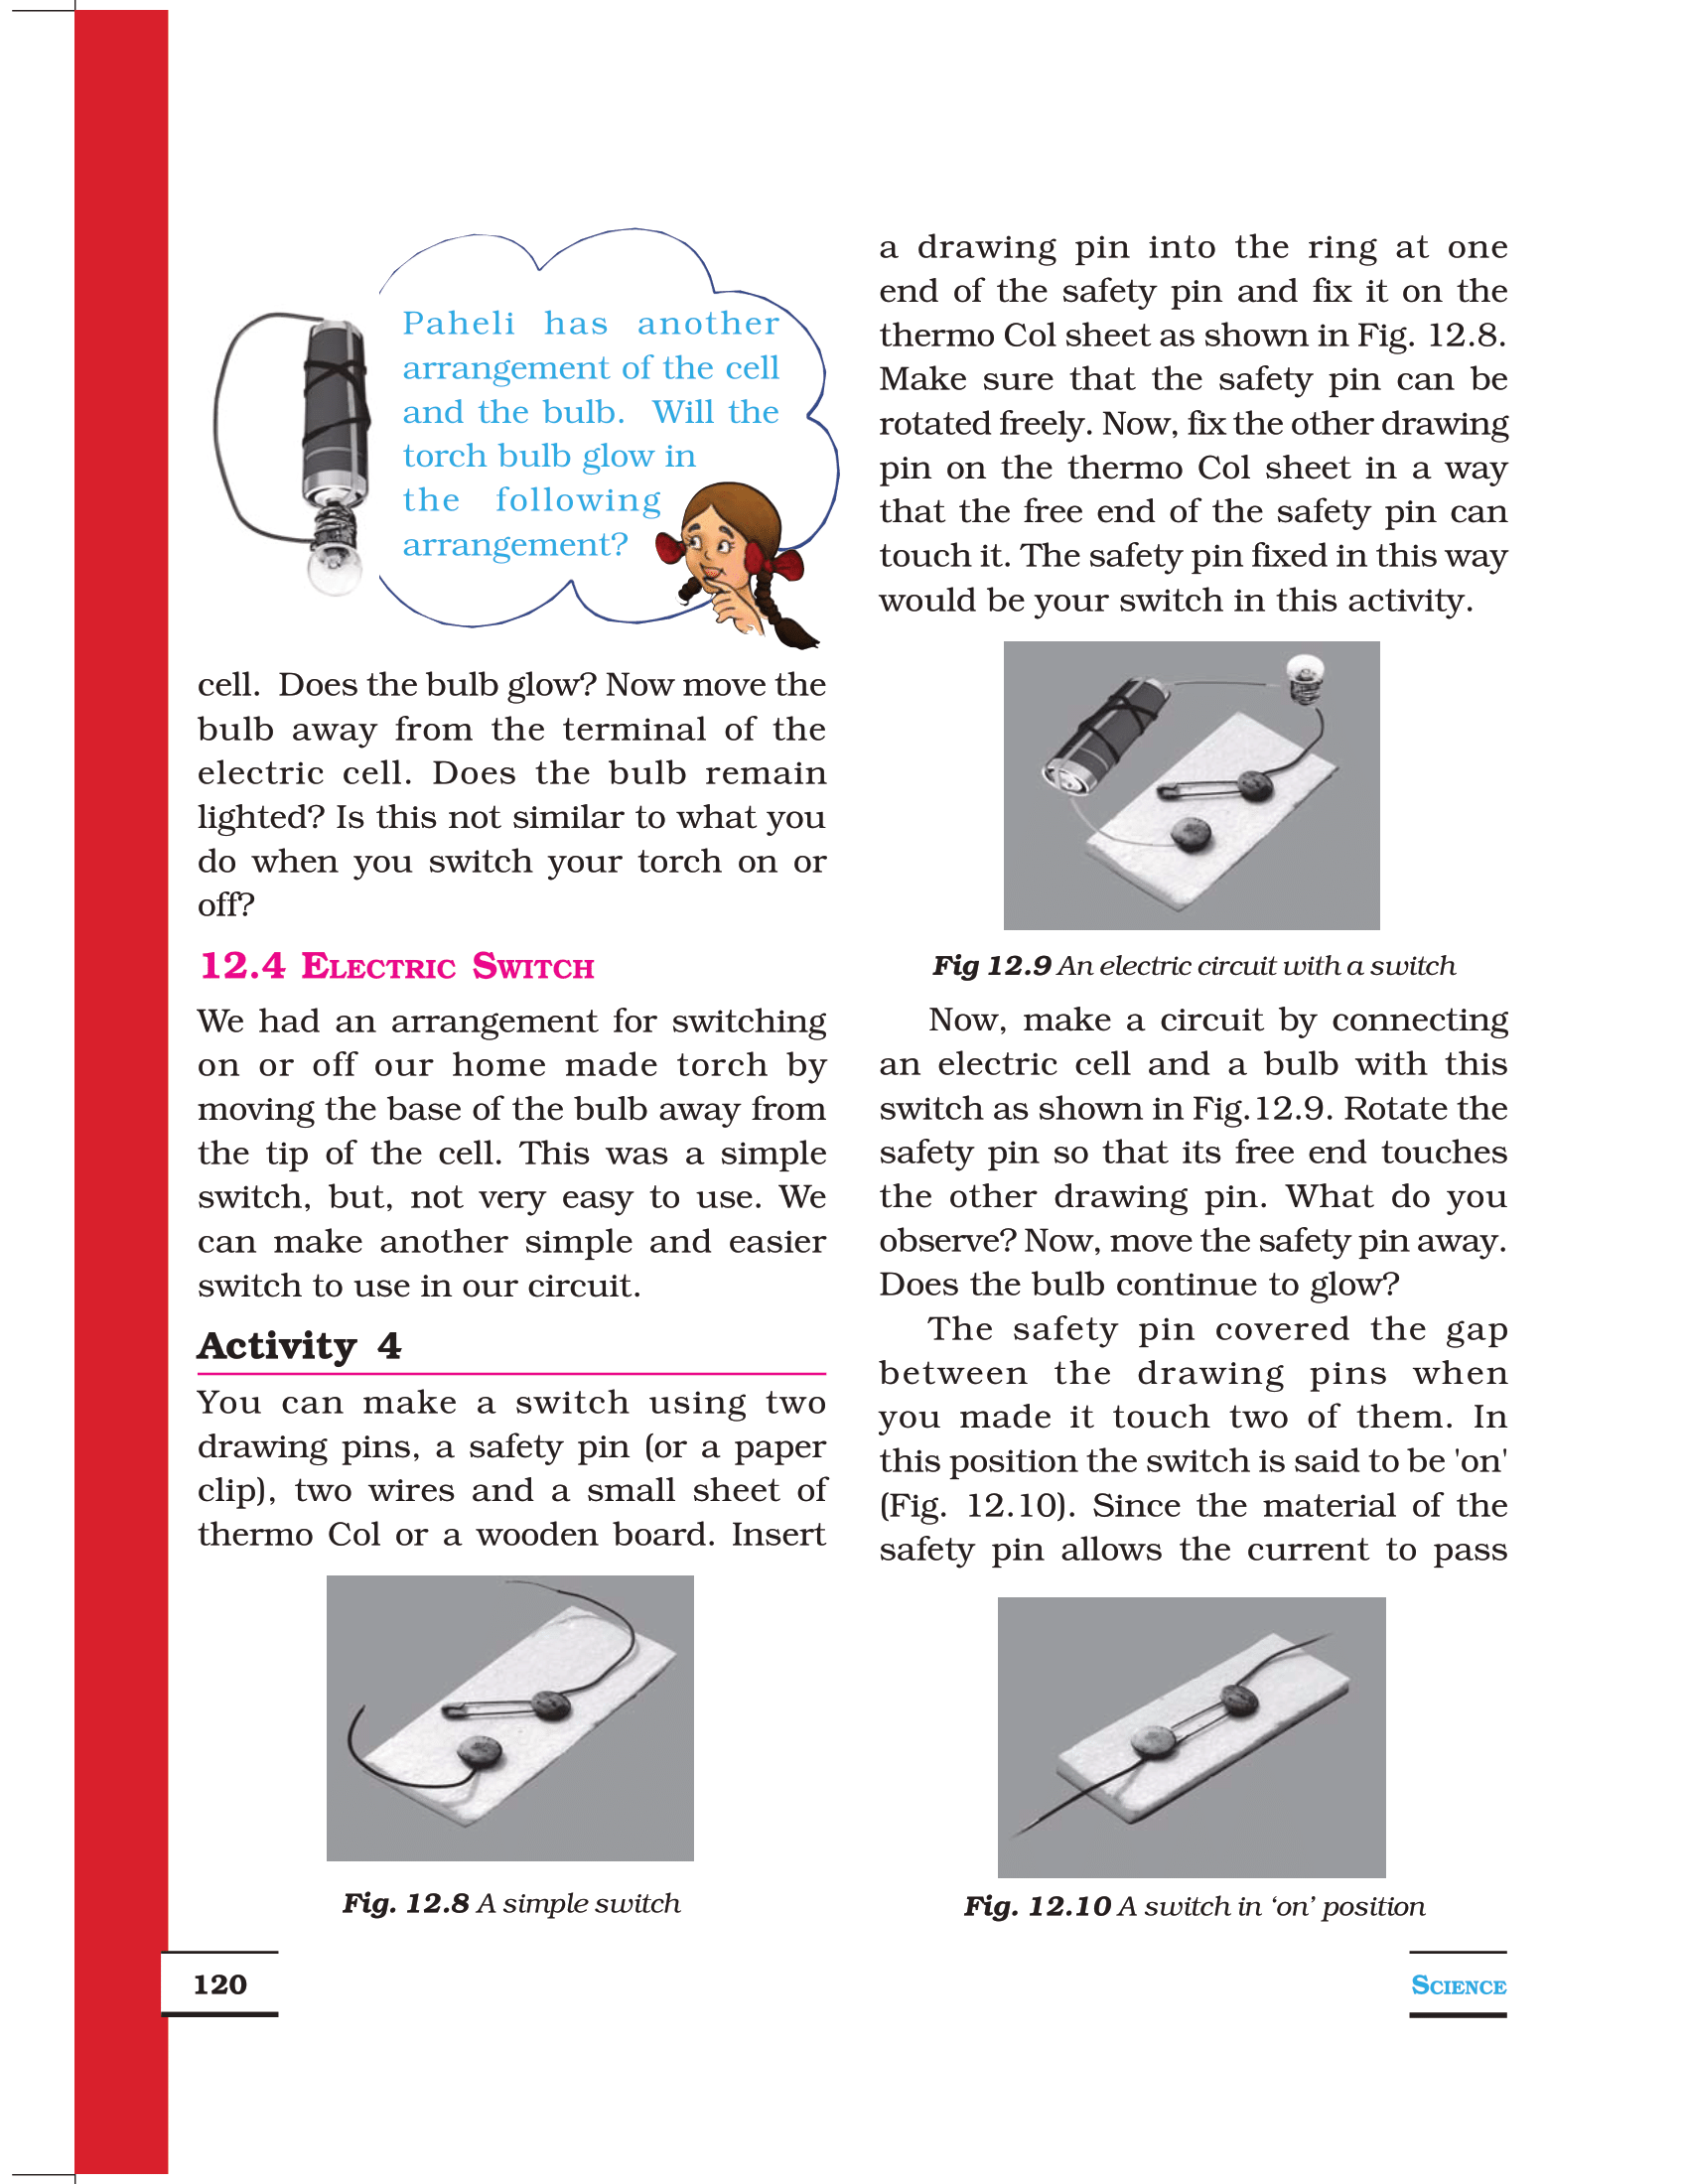 Paheli has another
arrangement of the cell
and the bulb. Will the
torch bulb glow in
the following
arrangement?
cell. Does the bulb glow? Now move the
bulb away from the terminal of the
electric cell. Does the bulb remain
lighted? Is this not similar to what you
do when you switch your torch on or
off?
12.4 ELECTRIC SWITCH
We had an arrangement for switching
on or off our home made torch by
moving the base of the bulb away from
the tip of the cell. This was a simple
switch, but, not very easy to use. We
can make another simple and easier
switch to use in our circuit.
Activity 4
You can make a switch using two
drawing pins, a safety pin (or a paper
clip), two wires and a small sheet of
thermo Col or a wooden board. Insert
Fig. 12.8 A simple switch
a drawing pin into the ring at one
end of the safety pin and fix it on the
thermo Col sheet as shown in Fig. 12.8.
Make sure that the safety pin can be
rotated freely. Now, fix the other drawing
pin on the thermo Col sheet in a way
that the free end of the safety pin can
touch it. The safety pin fixed in this way
would be your switch in this activity.
Fig 12.9 An electric circuit with a switch
Now, make a circuit by connecting
an electric cell and a bulb with this
switch as shown in Fig.12.9. Rotate the
safety pin so that its free end touches
the other drawing pin. What do you
observe? Now, move the safety pin away.
Does the bulb continue to glow?
The safety pin covered the gap
between the drawing pins when
you made it touch two of them. In
this position the switch is said to be 'on'
(Fig. 12.10). Since the material of the
safety pin allows the current to pass
Fig. 12.10 A switch in ‘on’ position
120
SCIENCE